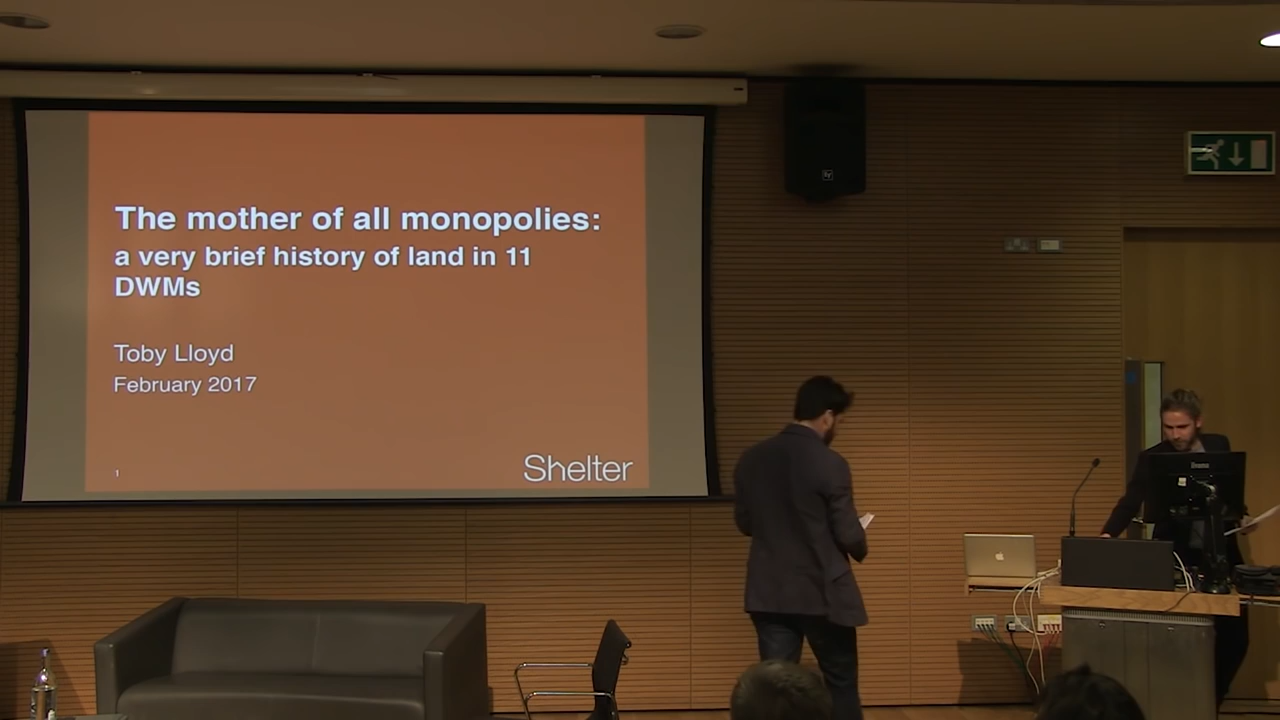 The mother of all monopolies:
a very brief history of land in 11
DWMs
Toby Lloyd
February 2017
1
Shelter